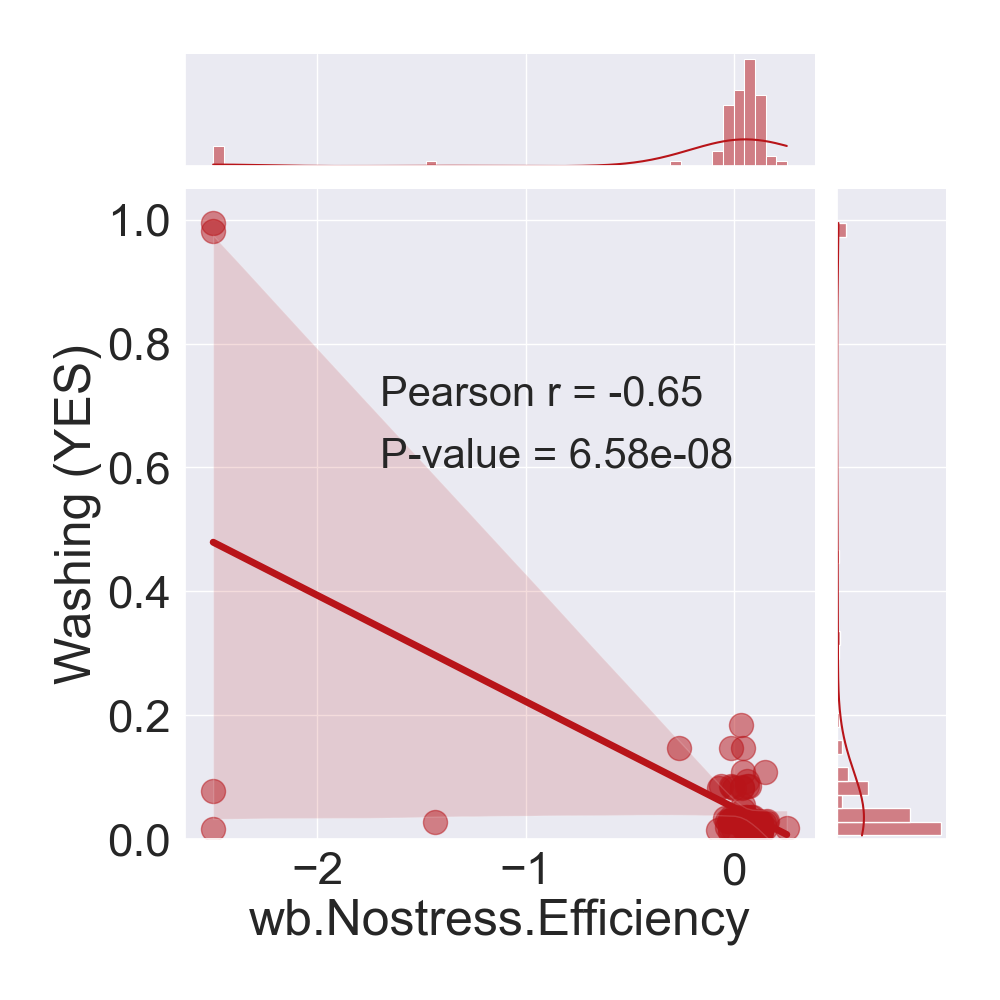 1.0
0.8
0.6
0.4
0.2
0.0
Washing (YES)
Pearson r = -0.65
P-value = 6.58e-08
−2
−1
0
wb.Nostress.Efficiency